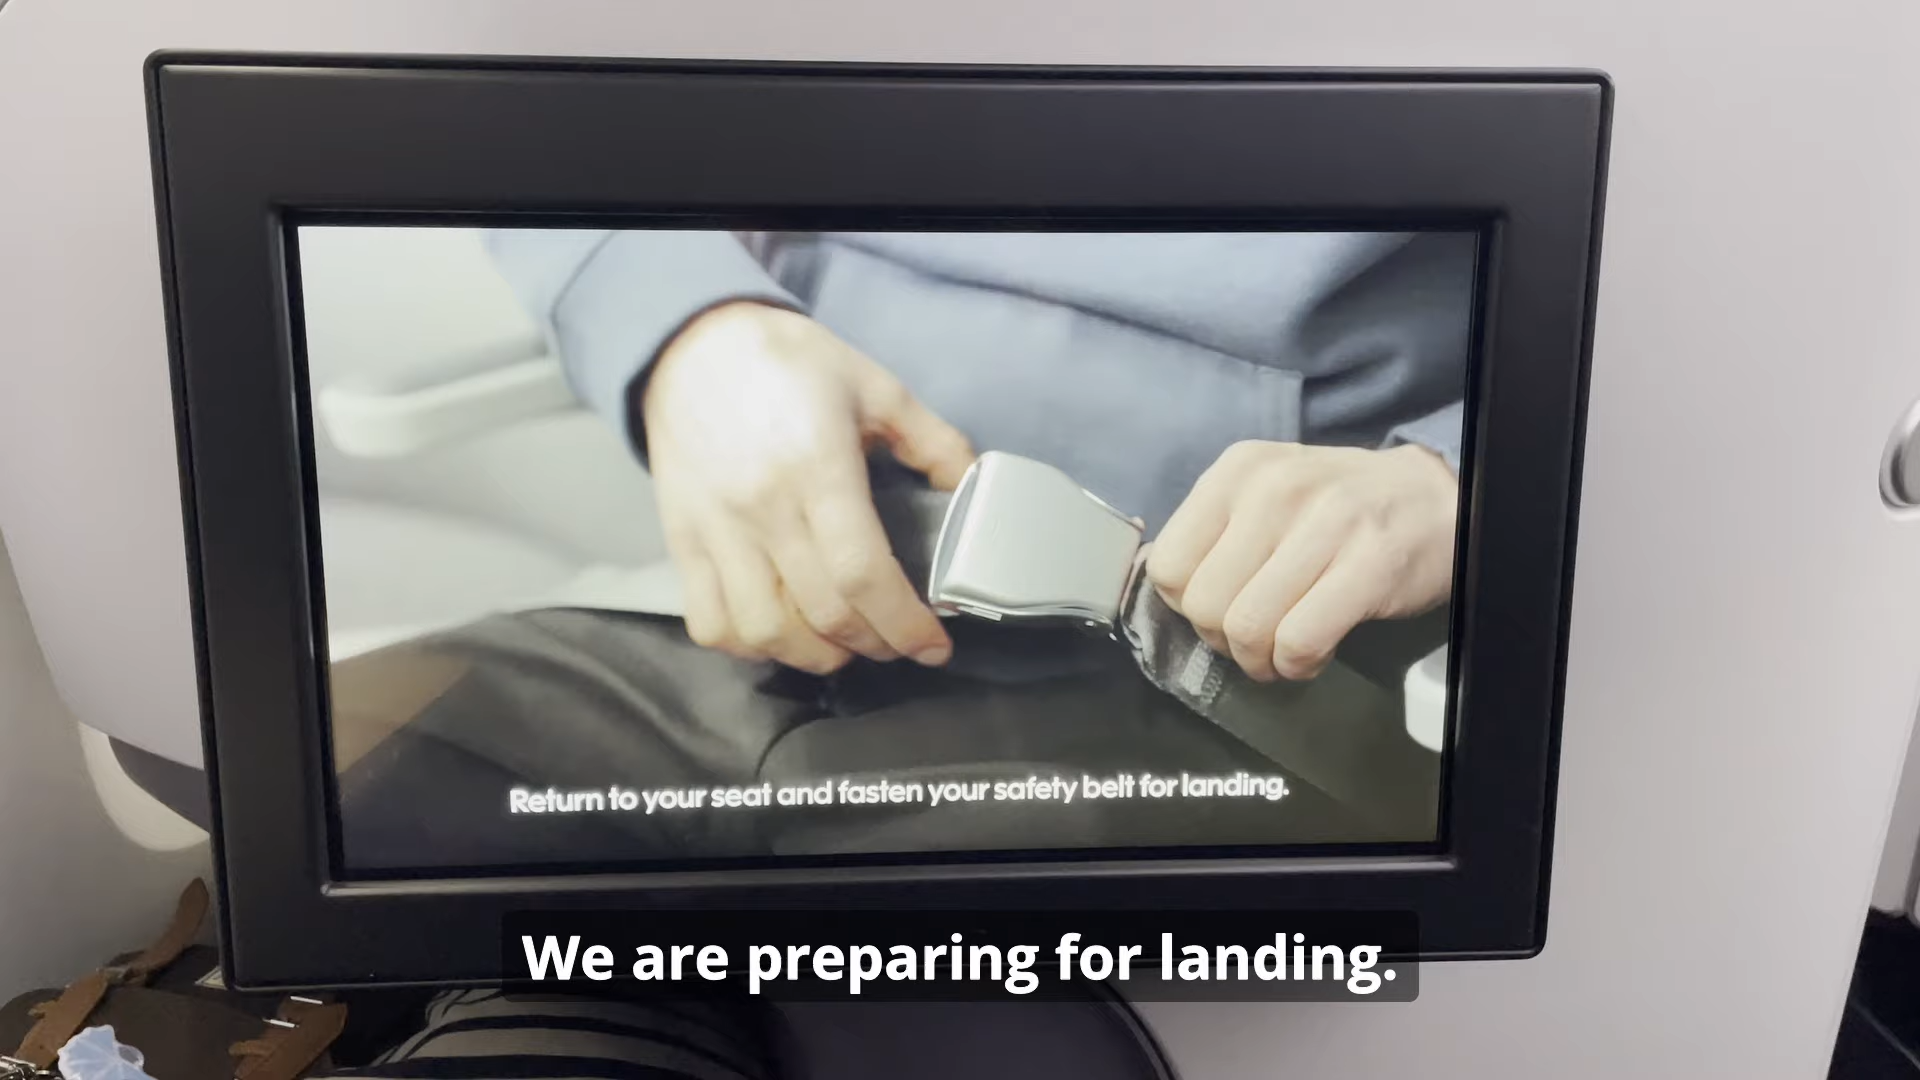 Return to your seat and fasten your safety belt for landing.
We are preparing for landing.